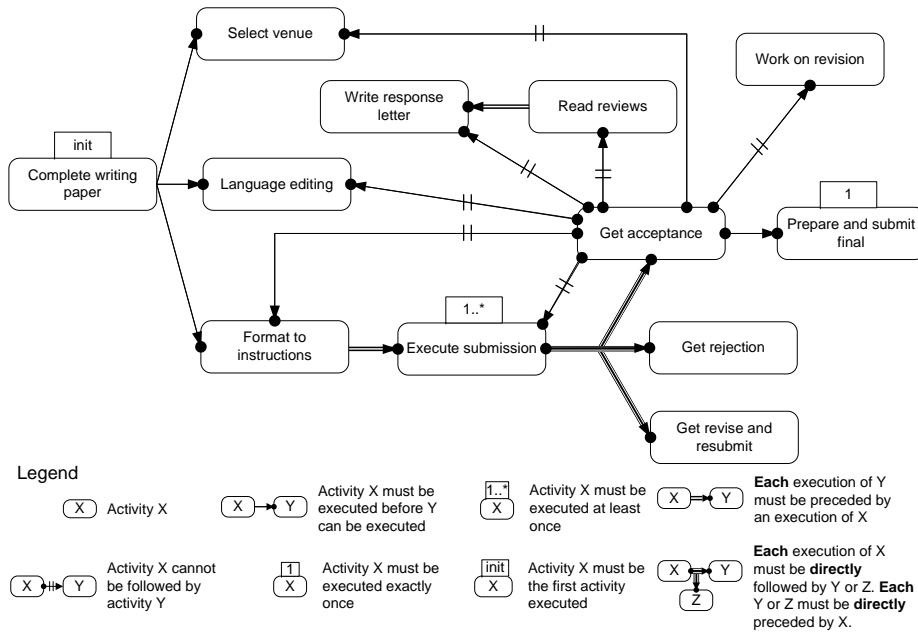 Select venue
Work on revision
Write response
letter
Read reviews
init
Complete writing
paper
Language editing
1
Get acceptance
Prepare and submit
final
1..*
Format to
instructions
Execute submission
Get rejection
Get revise and
resubmit
Legend
X
Activity X
X
Y
Activity X must be
executed before Y
can be executed
1..*
X
Activity X must be
executed at least
once
X
Y
Each execution of Y
must be preceded by
an execution of X
X
Y
Activity X cannot
be followed by
activity Y
1
X
Activity X must be
executed exactly
once
init
X
Activity X must be
the first activity
executed
X
Y
Z
Each execution of X
must be directly
followed by Y or Z. Each
Y or Z must be directly
preceded by X.